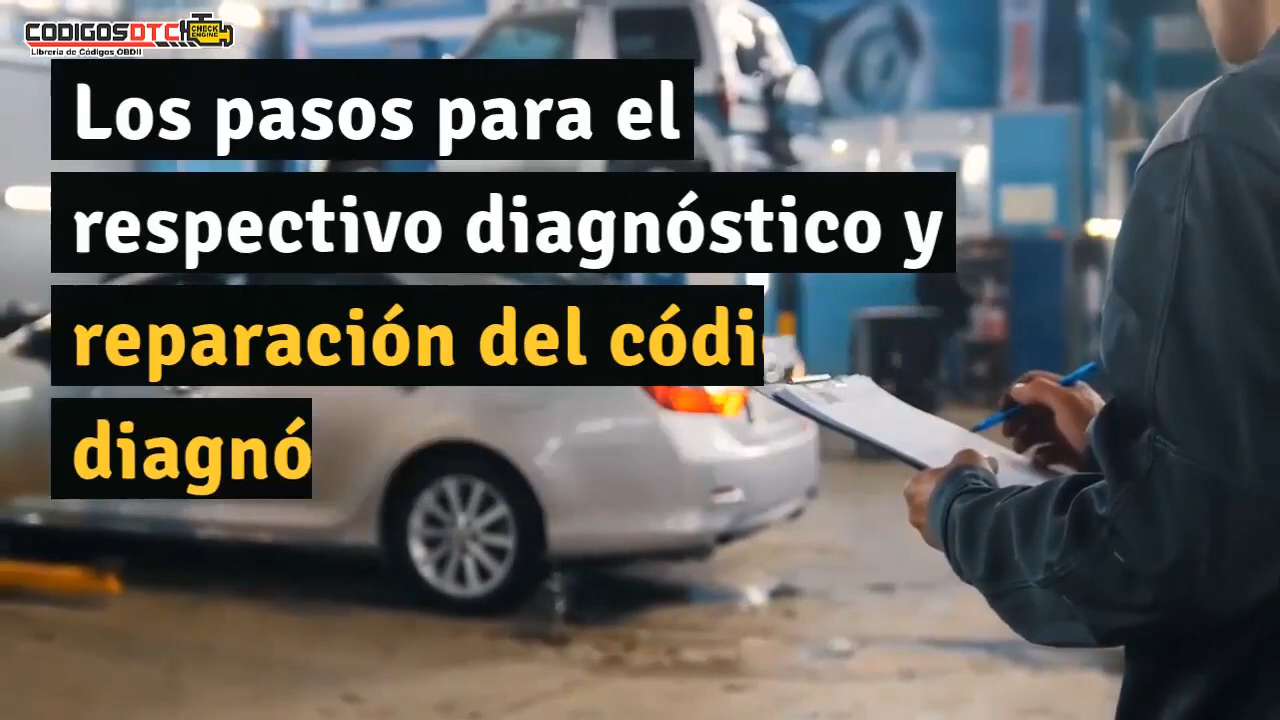 CODIGOSDTC
CHECK
ENGINE
Librería de Códigos OBDII
Los pasos para el
respectivo diagnóstico y
reparación del códi
diagnó